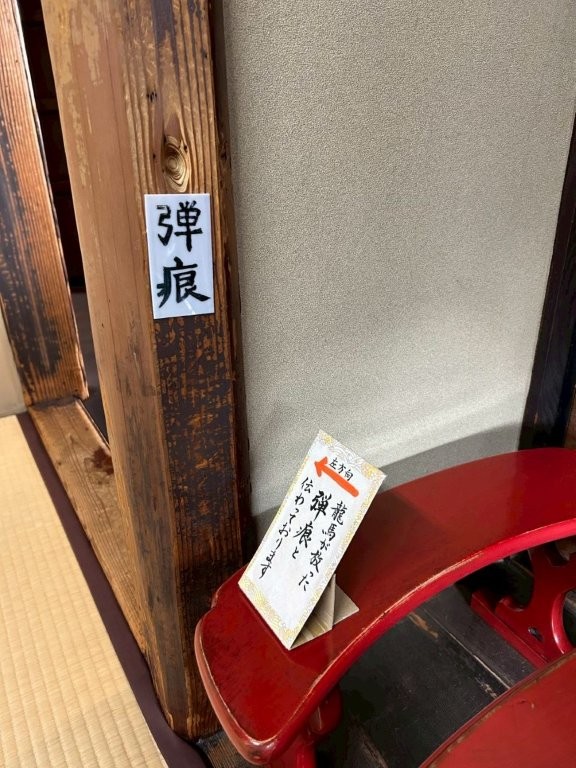 弾
痕
左方向
龍馬が放った
弾痕と
伝わっております